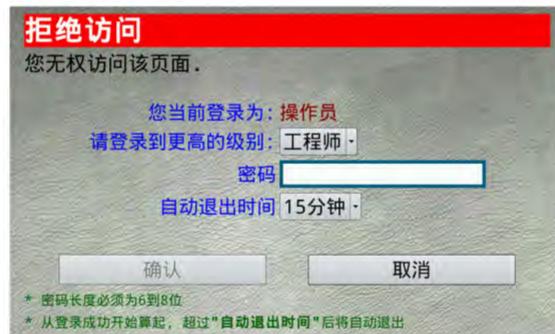 拒绝访问
您无权访问该页面.
您当前登录为: 操作员
请登录到更高的级别: 工程师
密码
自动退出时间 15分钟
确认 取消
* 密码长度必须为6到8位
* 从登录成功开始算起, 超过"自动退出时间"后将自动退出